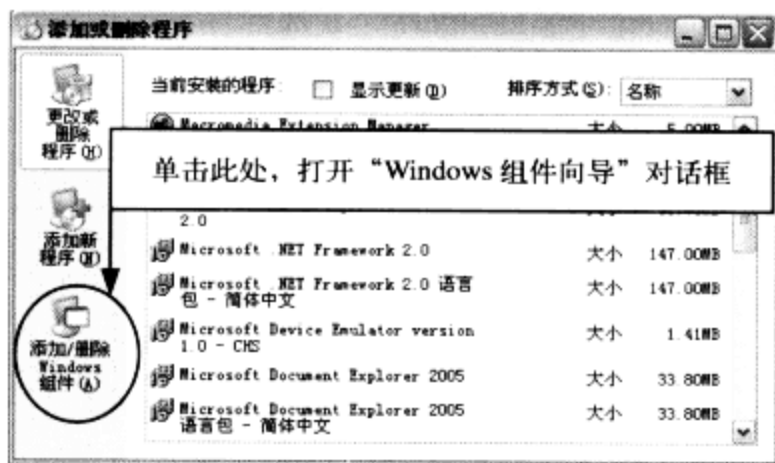 添加或删除程序
当前安装的程序: 显示更新(D) 排序方式(S): 名称
更改或
删除
程序(H)
Macromedia Extension Manager 大小 5.00MB
单击此处,打开“Windows 组件向导”对话框
2.0
添加新
程序(N)
Microsoft .NET Framework 2.0 大小 147.00MB
Microsoft .NET Framework 2.0 语言
包 - 简体中文 大小 147.00MB
添加/删除
Windows
组件(A)
Microsoft Device Emulator version
1.0 - CHS 大小 1.41MB
Microsoft Document Explorer 2005 大小 33.80MB
Microsoft Document Explorer 2005
语言包 - 简体中文 大小 33.80MB